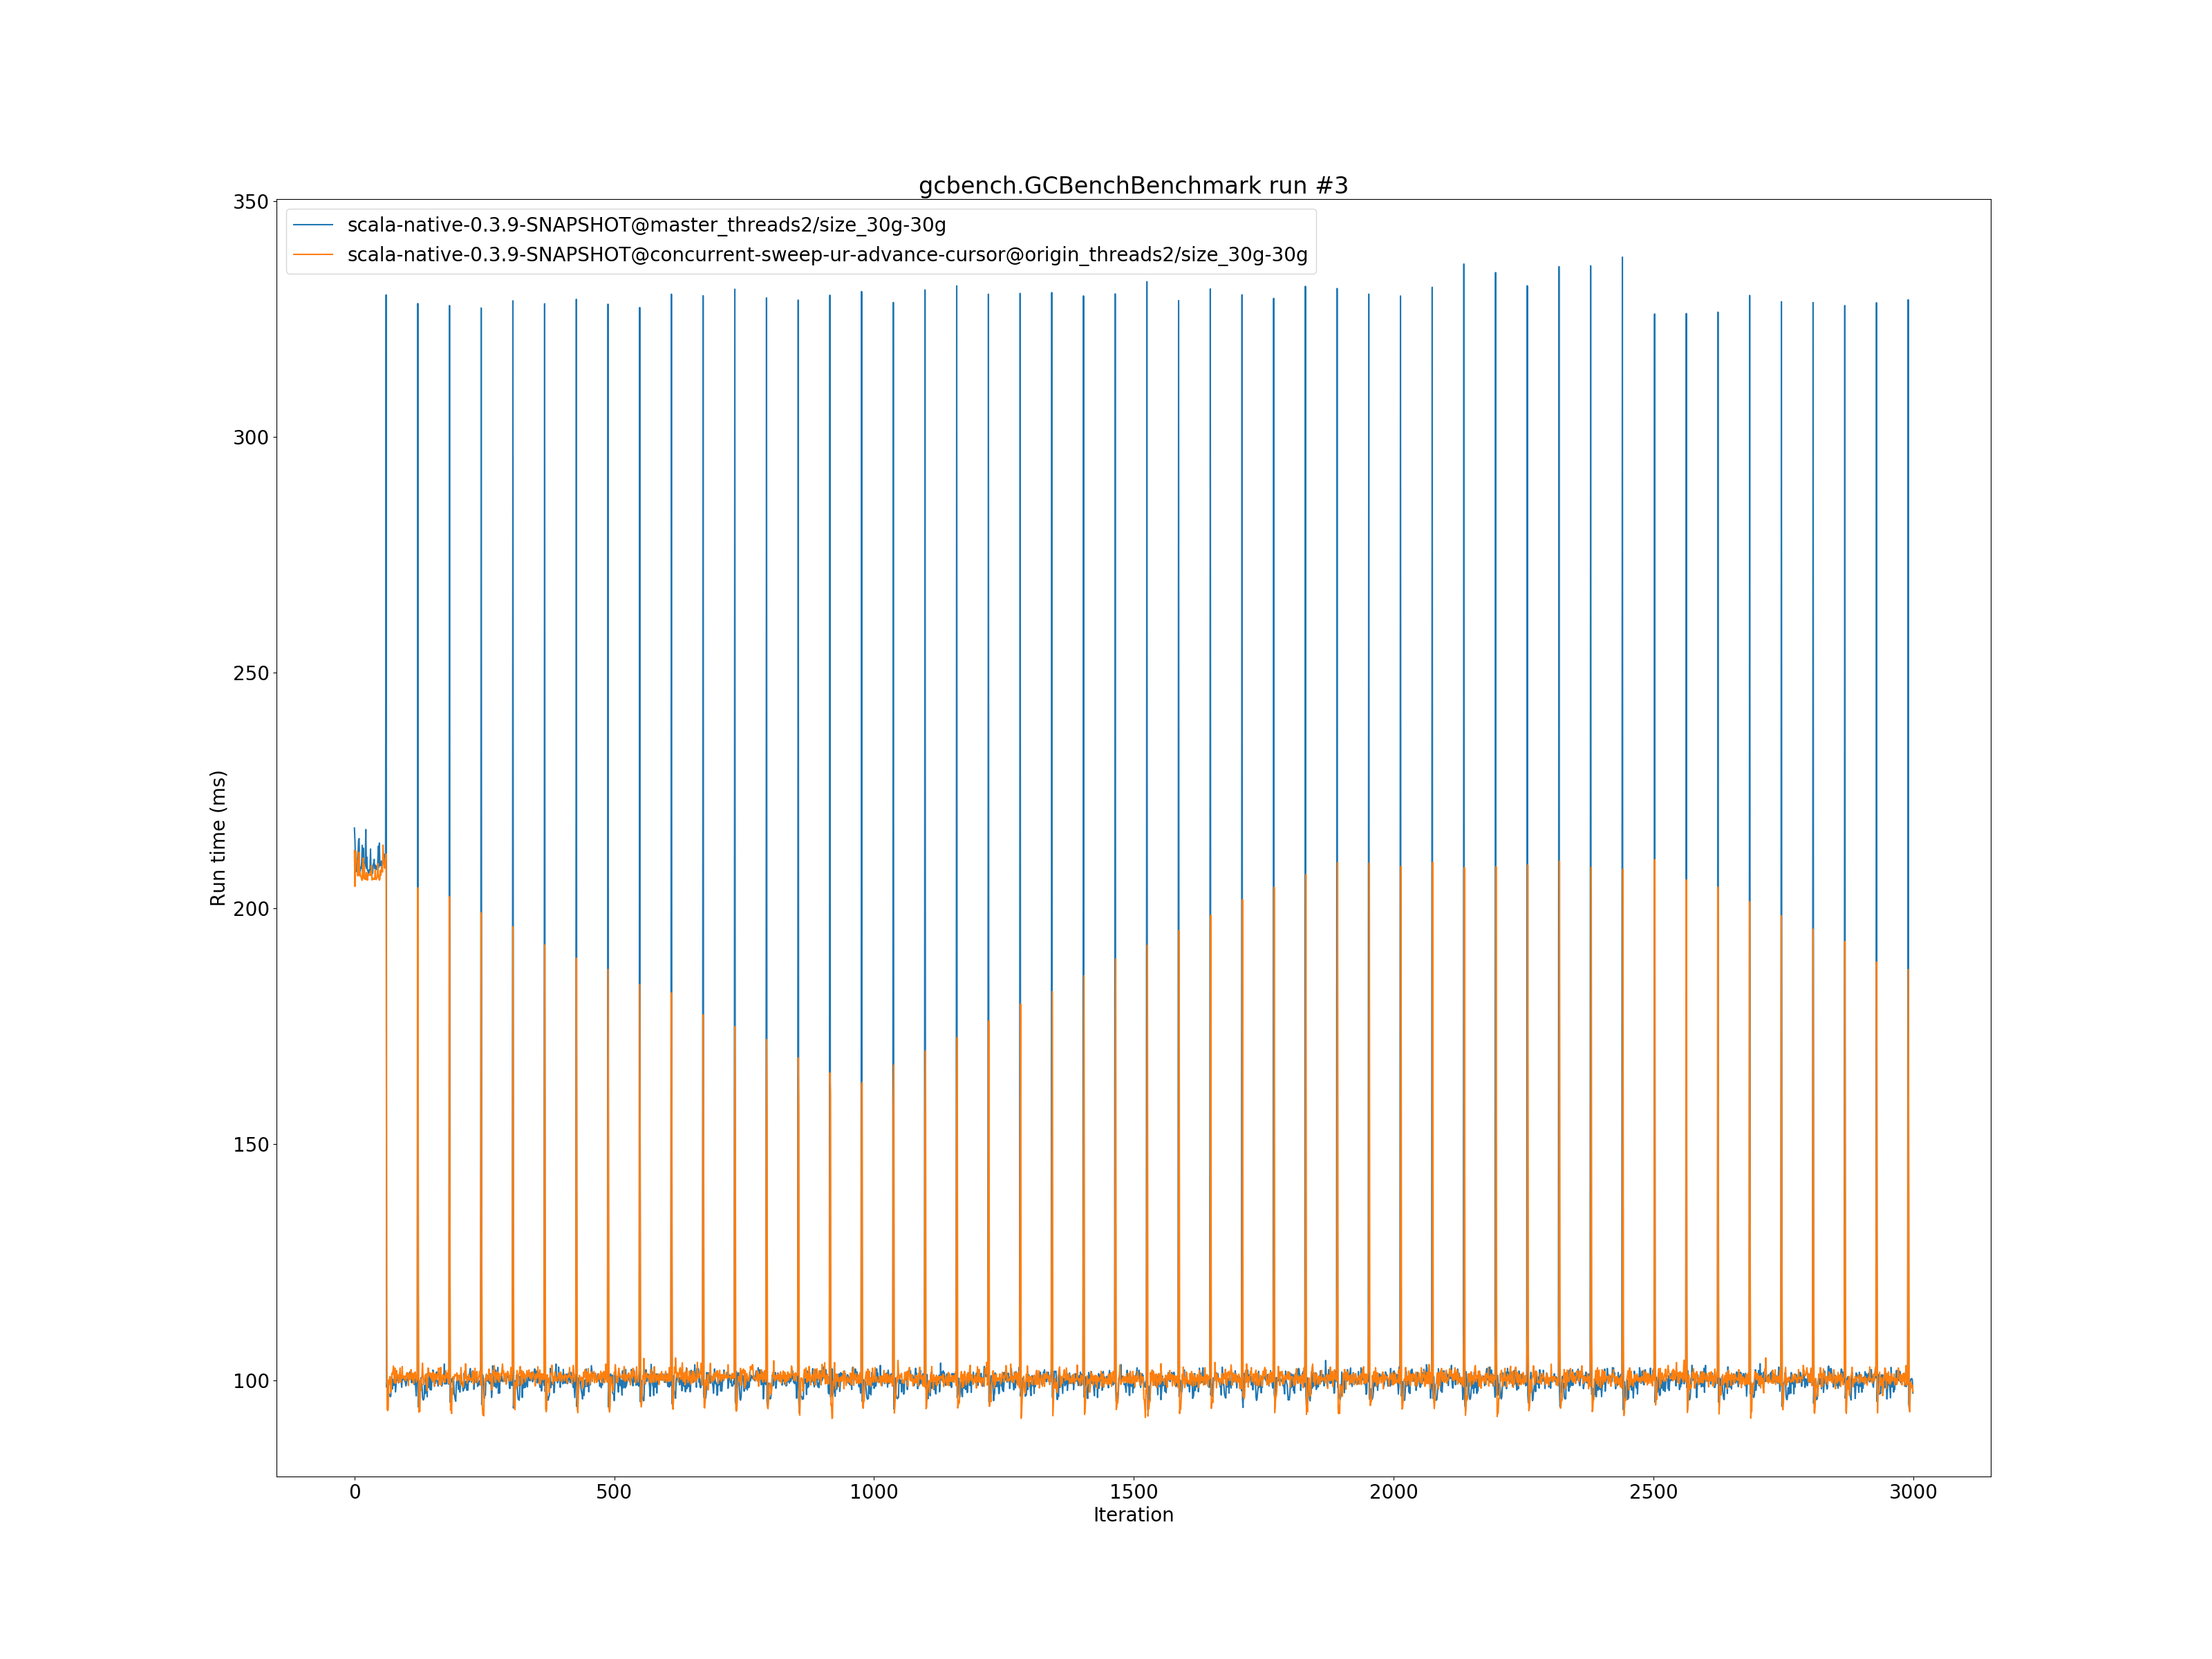 gcbench.GCBenchBenchmark run #3
scala-native-0.3.9-SNAPSHOT@master_threads2/size_30g-30g
scala-native-0.3.9-SNAPSHOT@concurrent-sweep-ur-advance-cursor@origin_threads2/size_30g-30g
350
300
250
200
150
100
Run time (ms)
0 500 1000 1500 2000 2500 3000
Iteration